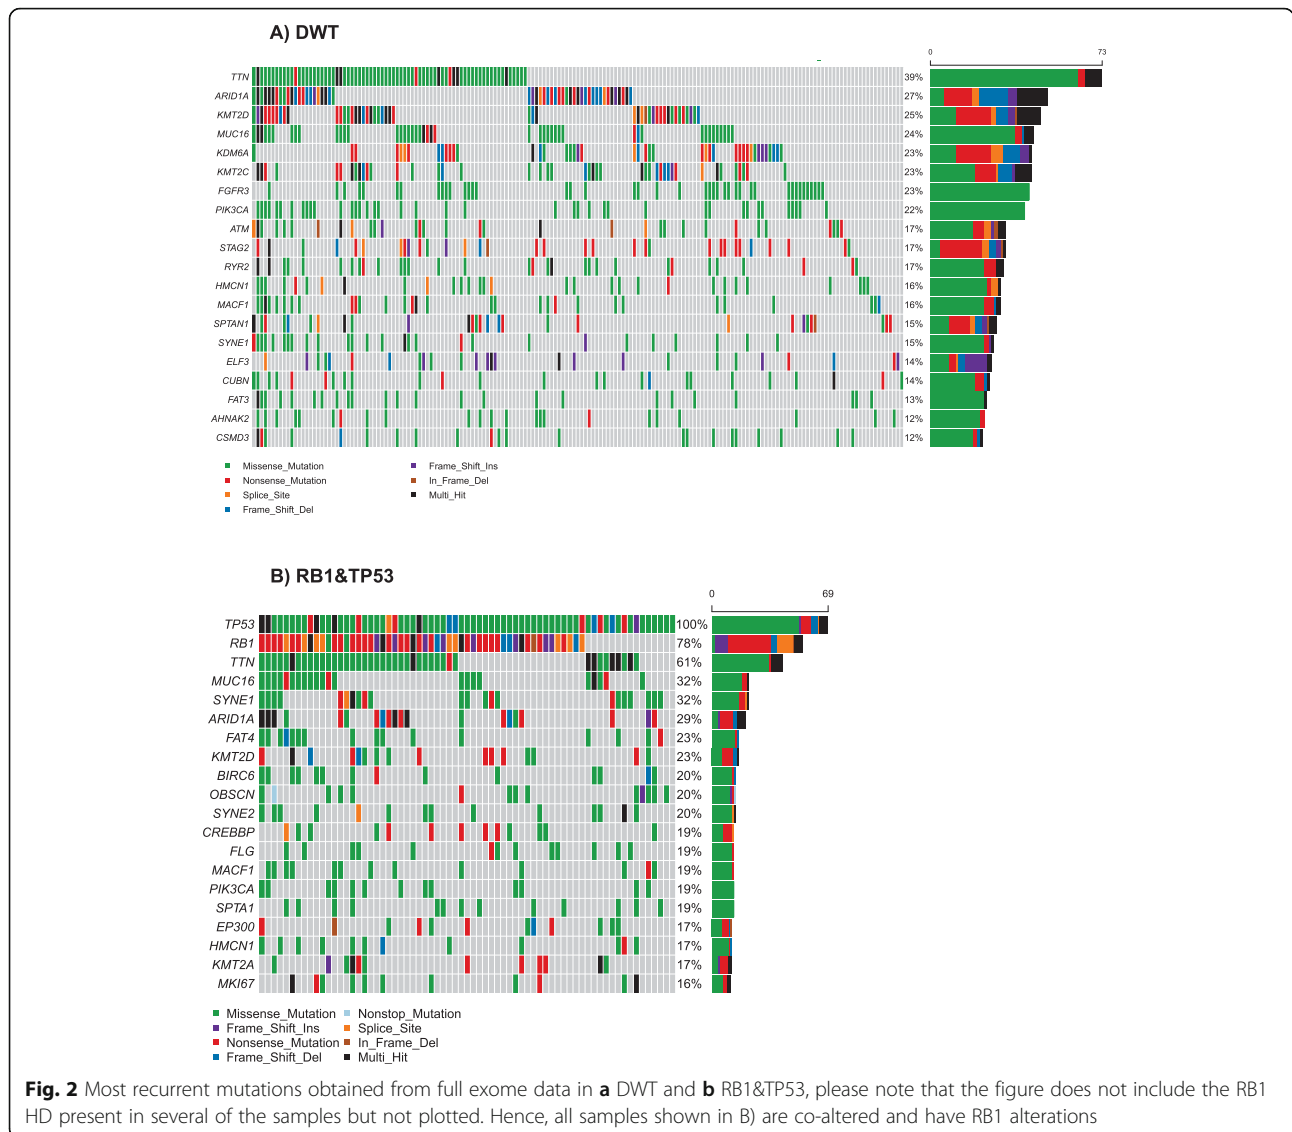 A) DWT
0 73
TTN 39%
ARID1A 27%
KMT2D 25%
MUC16 24%
KDM6A 23%
KMT2C 23%
FGFR3 23%
PIK3CA 22%
ATM 17%
STAG2 17%
RYR2 17%
HMCN1 16%
MACF1 16%
SPTAN1 15%
SYNE1 15%
ELF3 14%
CUBN 14%
FAT3 13%
AHNAK2 12%
CSMD3 12%
Missense_Mutation Frame_Shift_Ins
Nonsense_Mutation In_Frame_Del
Splice_Site Multi_Hit
Frame_Shift_Del
B) RB1&TP53
0 69
TP53 100%
RB1 78%
TTN 61%
MUC16 32%
SYNE1 32%
ARID1A 29%
FAT4 23%
KMT2D 23%
BIRC6 20%
OBSCN 20%
SYNE2 20%
CREBBP 19%
FLG 19%
MACF1 19%
PIK3CA 19%
SPTA1 19%
EP300 17%
HMCN1 17%
KMT2A 17%
MKI67 16%
Missense_Mutation Nonstop_Mutation
Frame_Shift_Ins Splice_Site
Nonsense_Mutation In_Frame_Del
Frame_Shift_Del Multi_Hit
Fig. 2 Most recurrent mutations obtained from full exome data in a DWT and b RB1&TP53, please note that the figure does not include the RB1
HD present in several of the samples but not plotted. Hence, all samples shown in B) are co-altered and have RB1 alterations